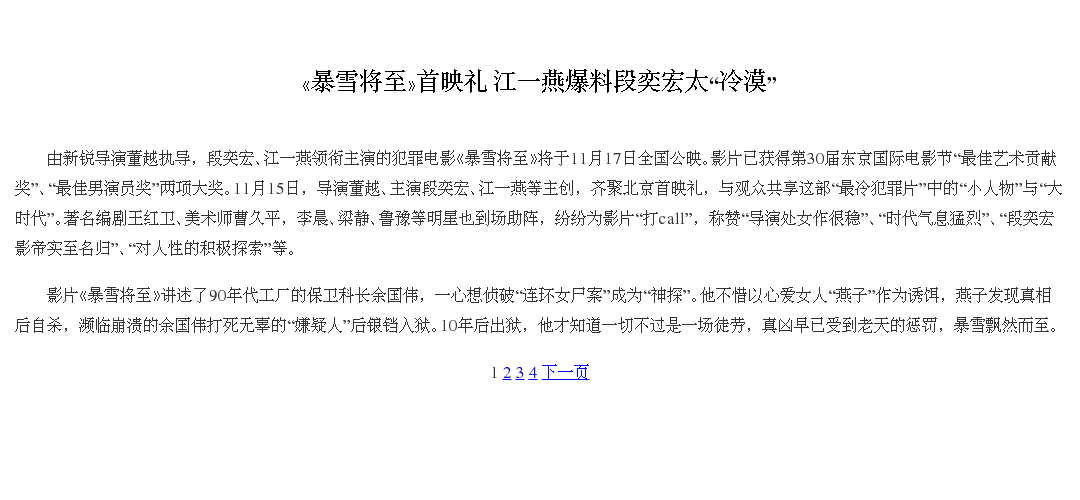 《暴雪将至》首映礼 江一燕爆料段奕宏太“冷漠”
由新锐导演董越执导，段奕宏、江一燕领衔主演的犯罪电影《暴雪将至》将于11月17日全国公映。影片已获得第30届东京国际电影节“最佳艺术贡献
奖”、“最佳男演员奖”两项大奖。11月15日，导演董越、主演段奕宏、江一燕等主创，齐聚北京首映礼，与观众共享这部“最冷犯罪片”中的“小人物”与“大
时代”。著名编剧王红卫、美术师曹久平，李晨、梁静、鲁豫等明星也到场助阵，纷纷为影片“打call”，称赞“导演处女作很稳”、“时代气息猛烈”、“段奕宏
影帝实至名归”、“对人性的积极探索”等。
影片《暴雪将至》讲述了90年代工厂的保卫科长余国伟，一心想侦破“连环女尸案”成为“神探”。他不惜以心爱女人“燕子”作为诱饵，燕子发现真相
后自杀，濒临崩溃的余国伟打死无辜的“嫌疑人”后锒铛入狱。10年后出狱，他才知道一切不过是一场徒劳，真凶早已受到老天的惩罚，暴雪飘然而至。
1 2 3 4 下一页